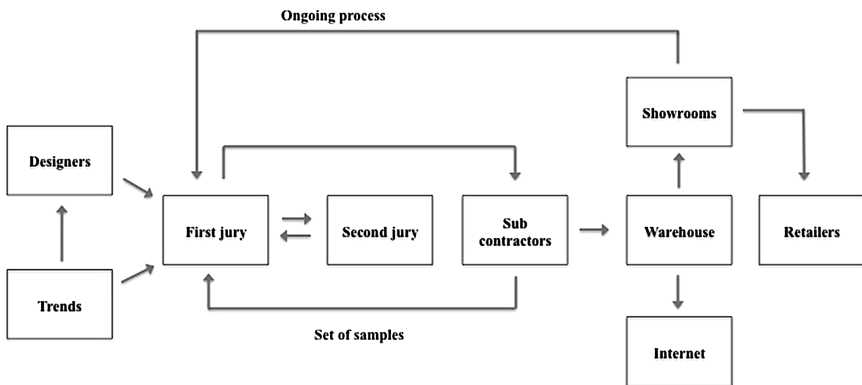 Ongoing process
Showrooms
Designers
First jury
Second jury
Sub
contractors
Warehouse
Retailers
Trends
Set of samples
Internet